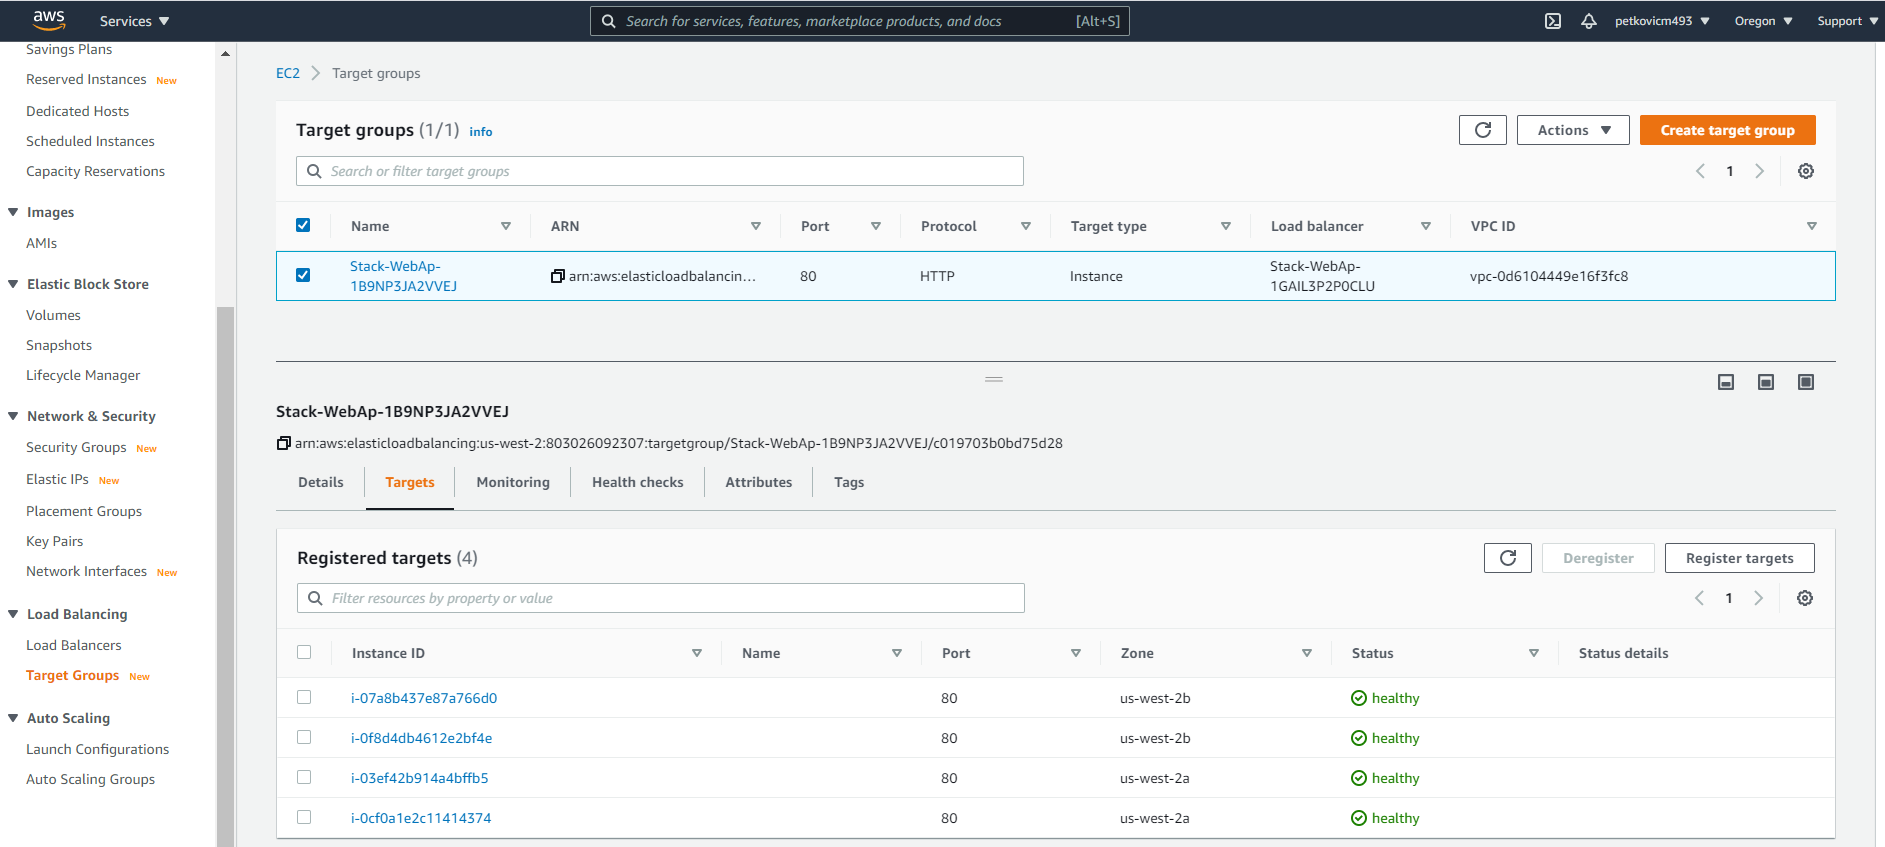 aws Services Search for services, features, marketplace products, and docs [Alt+S] petkovicm493 Oregon Support
Savings Plans
Reserved Instances New
Dedicated Hosts
Scheduled Instances
Capacity Reservations
Images
AMIs
Elastic Block Store
Volumes
Snapshots
Lifecycle Manager
Network & Security
Security Groups New
Elastic IPs New
Placement Groups
Key Pairs
Network Interfaces New
Load Balancing
Load Balancers
Target Groups New
Auto Scaling
Launch Configurations
Auto Scaling Groups
EC2 Target groups
Target groups (1/1) info Actions Create target group
Search or filter target groups 1
Name ARN Port Protocol Target type Load balancer VPC ID
Stack-WebAp-1B9NP3JA2VVEJ arn:aws:elasticloadbalancin... 80 HTTP Instance Stack-WebAp-1GAIL3P2P0CLU vpc-0d6104449e16f3fc8
Stack-WebAp-1B9NP3JA2VVEJ
arn:aws:elasticloadbalancing:us-west-2:803026092307:targetgroup/Stack-WebAp-1B9NP3JA2VVEJ/c019703b0bd75d28
Details Targets Monitoring Health checks Attributes Tags
Registered targets (4) Deregister Register targets
Filter resources by property or value 1
Instance ID Name Port Zone Status Status details
i-07a8b437e87a766d0 80 us-west-2b healthy
i-0f8d4db4612e2bf4e 80 us-west-2b healthy
i-03ef42b914a4bffb5 80 us-west-2a healthy
i-0cf0a1e2c11414374 80 us-west-2a healthy